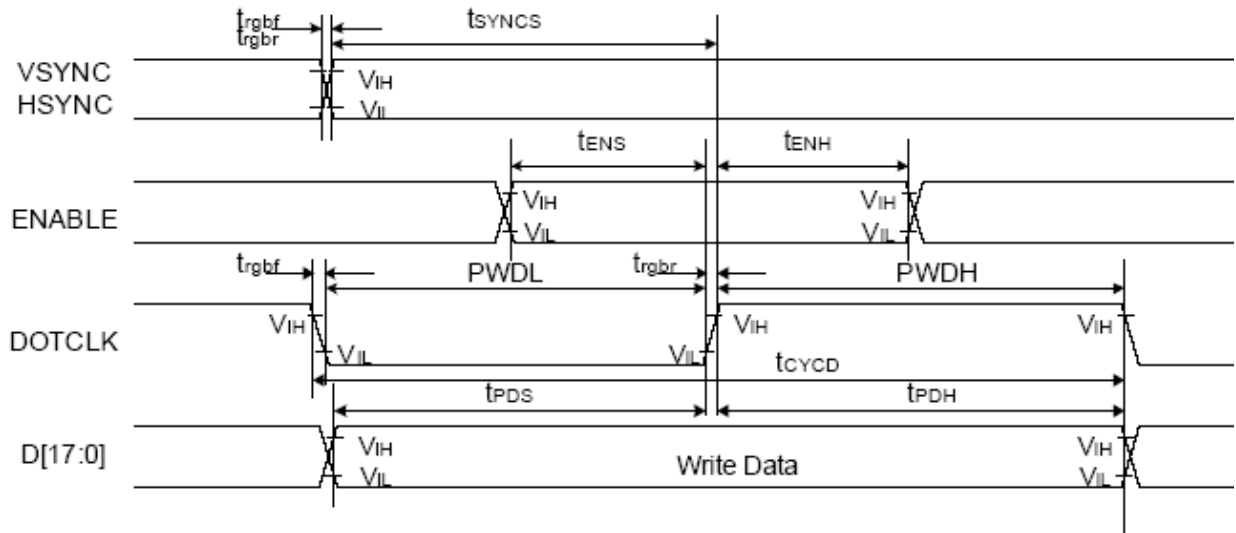 trgbf
trgbr
tSYNCS
VSYNC
HSYNC
VIH
VIL
tENS
tENH
ENABLE
VIH
VIL
VIH
VIL
trgbf
PWDL
trgbr
PWDH
DOTCLK
VIH
VIL
VIL
VIH
VIH
tCYCD
tPDS
tPDH
D[17:0]
VIH
VIL
Write Data
VIH
VIL